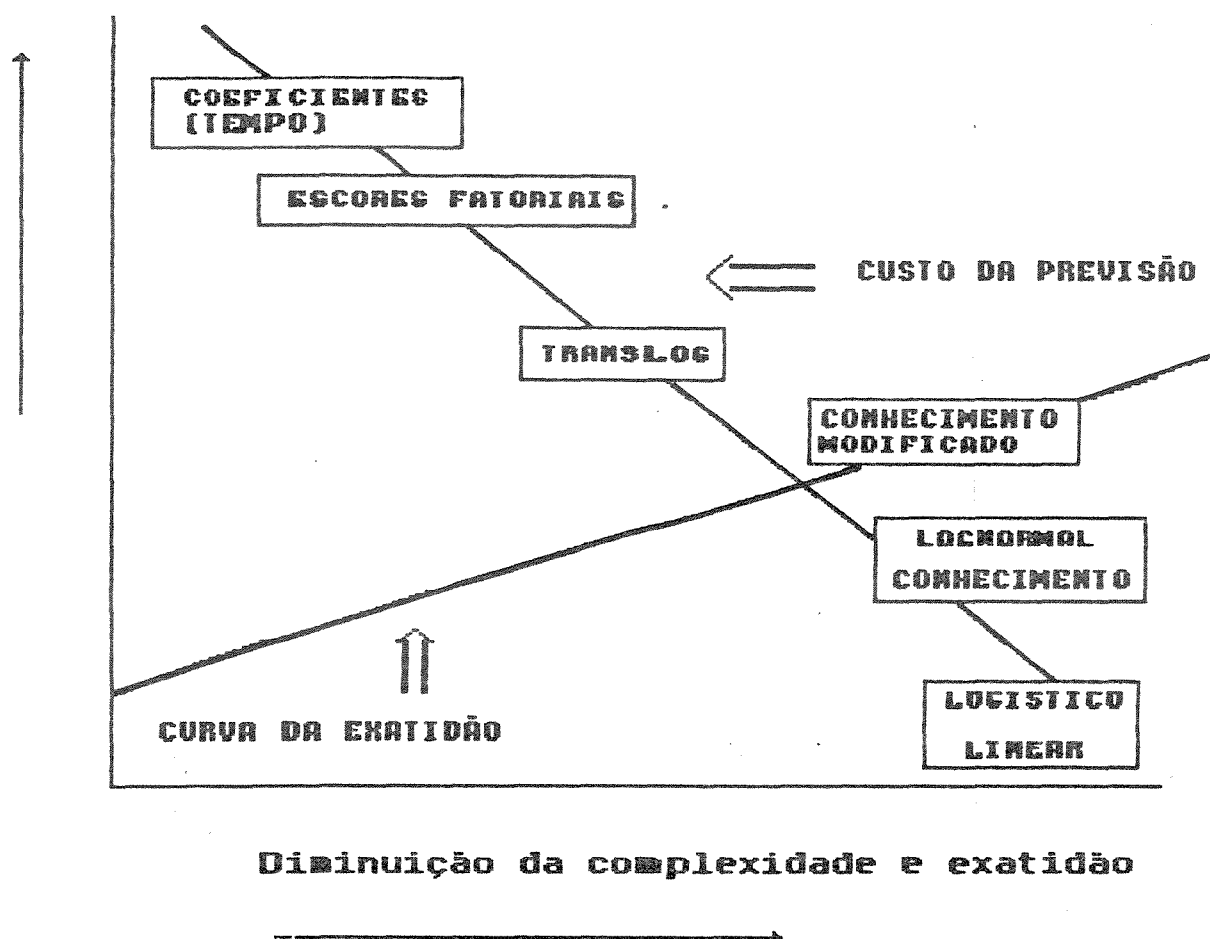 COEFICIENTES
(TEMPO)
ESCORES FATORIAIS
CUSTO DA PREVISÃO
TRANSLOG
CONHECIMENTO
MODIFICADO
LOGNORMAL
CONHECIMENTO
CURVA DA EXATIDÃO
LOGISTICO
LINEAR
Diminuição da complexidade e exatidão